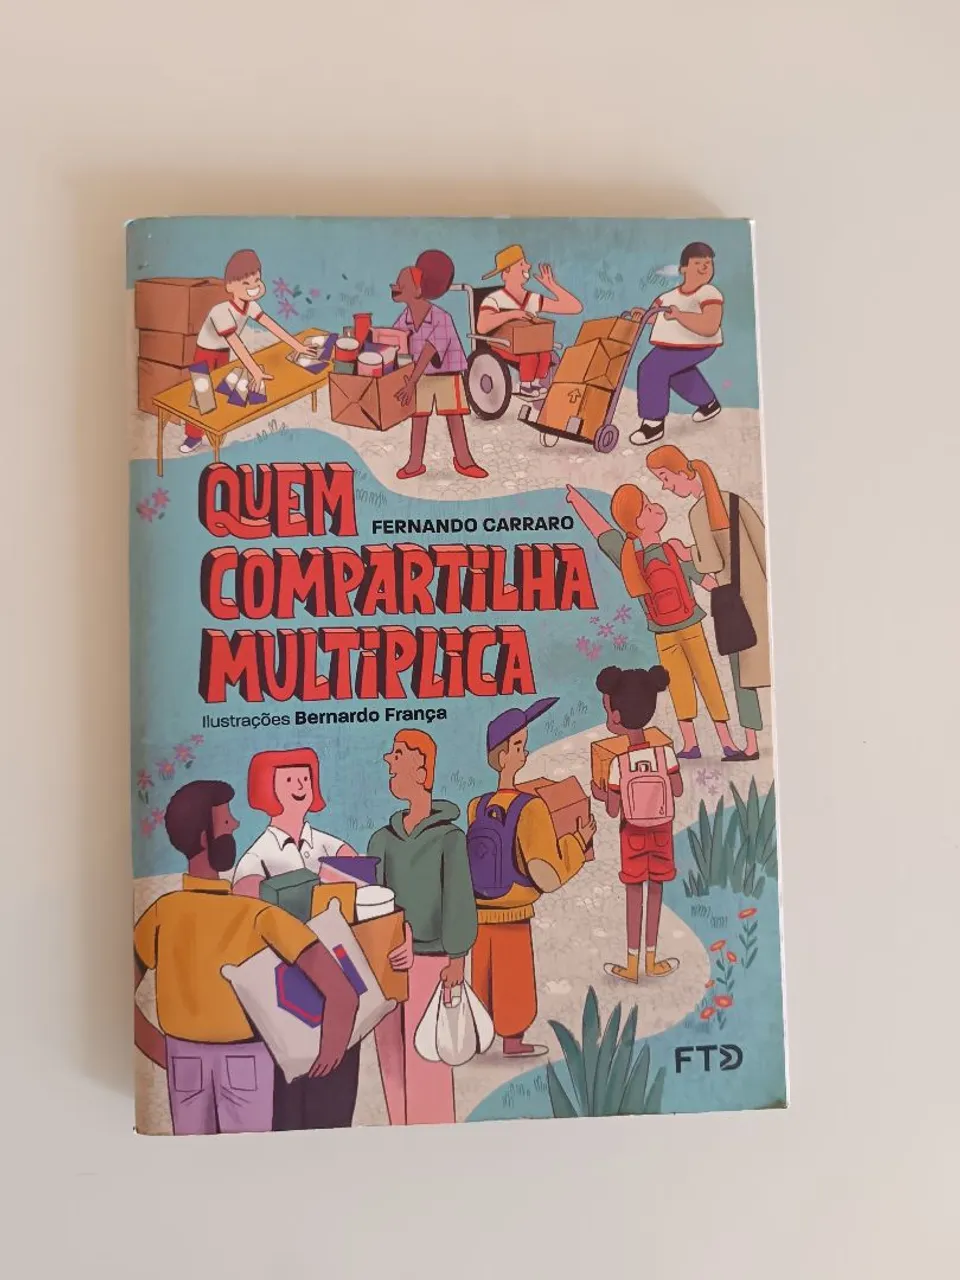 QUEM
FERNANDO CARRARO
COMPARTILHA
MULTIPLICA
Ilustrações Bernardo França
FTD